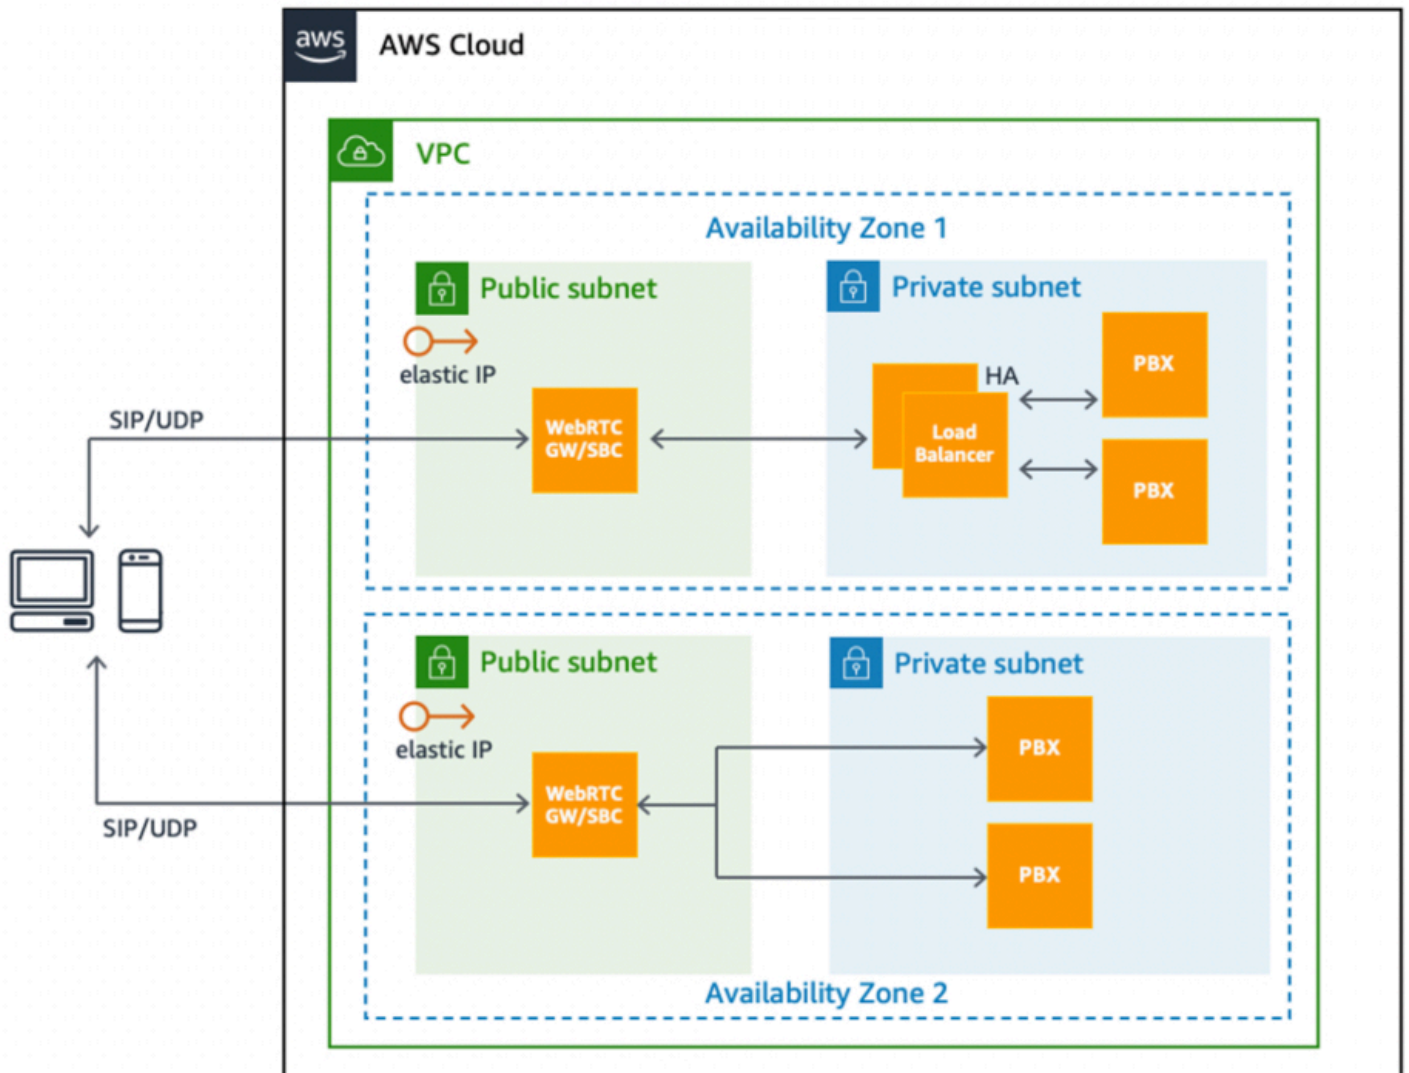 aws
AWS Cloud
VPC
Availability Zone 1
Public subnet
Private subnet
elastic IP
PBX
HA
SIP/UDP
WebRTC
GW/SBC
Load
Balancer
PBX
Public subnet
Private subnet
elastic IP
PBX
WebRTC
GW/SBC
SIP/UDP
PBX
Availability Zone 2